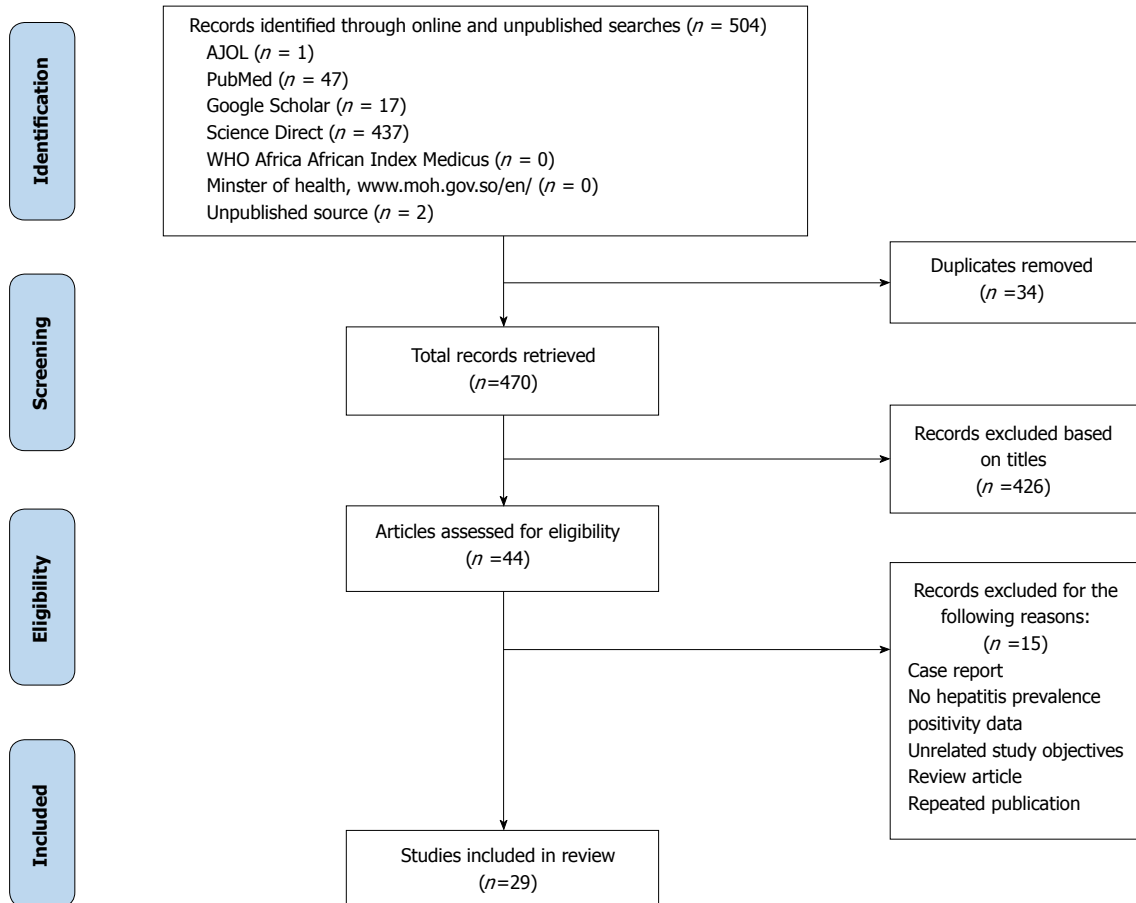 Identification
Records identified through online and unpublished searches (n = 504)
AJOL (n = 1)
PubMed (n = 47)
Google Scholar (n = 17)
Science Direct (n = 437)
WHO Africa African Index Medicus (n = 0)
Minster of health, www.moh.gov.so/en/ (n = 0)
Unpublished source (n = 2)
Duplicates removed
(n =34)
Screening
Total records retrieved
(n=470)
Records excluded based
on titles
(n =426)
Eligibility
Articles assessed for eligibility
(n =44)
Records excluded for the
following reasons:
(n =15)
Case report
No hepatitis prevalence
positivity data
Unrelated study objectives
Review article
Repeated publication
Included
Studies included in review
(n=29)